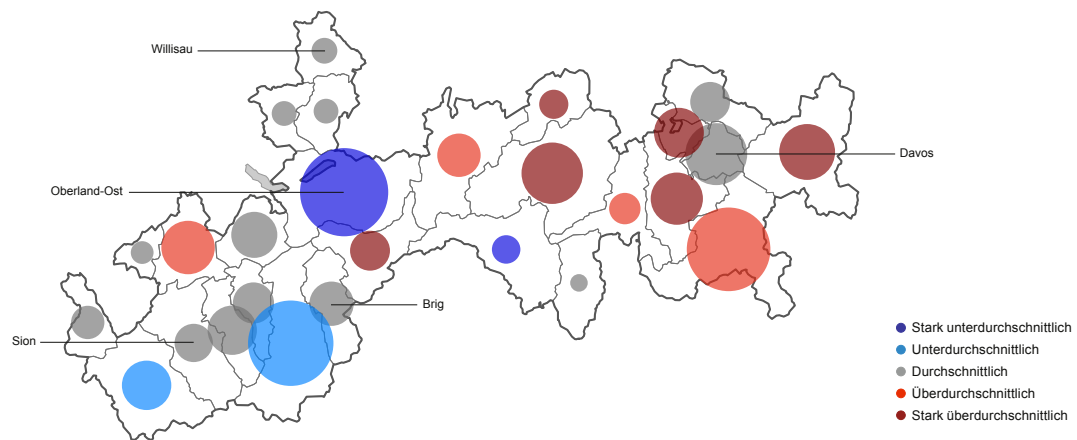 Willisau
Davos
Oberland-Ost
Brig
Sion
Stark unterdurchschnittlich
Unterdurchschnittlich
Durchschnittlich
Überdurchschnittlich
Stark überdurchschnittlich